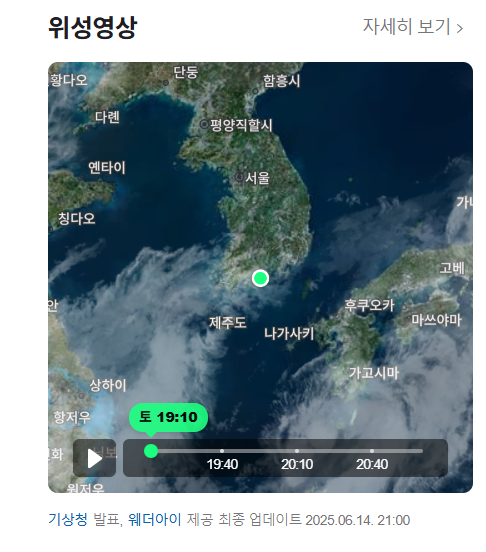 위성영상
자세히 보기 >
단둥
황다오
함흥시
다롄
평양직할시
옌타이
서울
칭다오
고베
후쿠오카
제주도
마쓰야마
나가사키
가고시마
상하이
항저우
토 19:10
19:40 20:10 20:40
원저우
기상청 발표, 웨더아이 제공 최종 업데이트 2025.06.14. 21:00